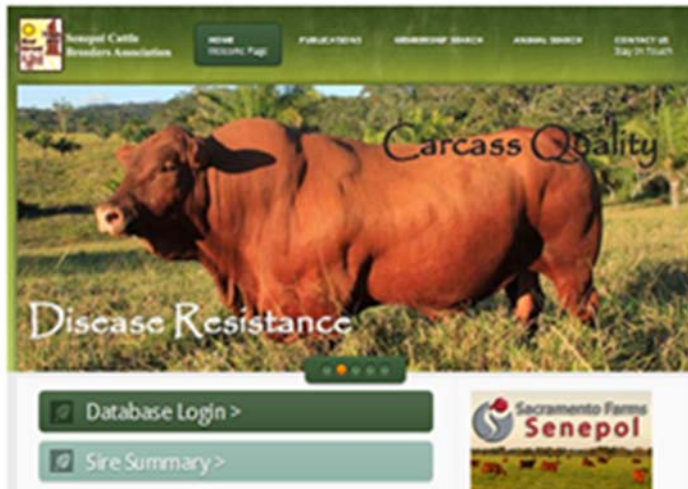 Senepol Cattle
Breeders Association
HOME
Welcome Page
PUBLICATIONS
MEMBERSHIP SEARCH
ANIMAL SEARCH
CONTACT US
Stay In Touch
Carcass Quality
Disease Resistance
Database Login >
Sire Summary >
Sacramento Farms
Senepol